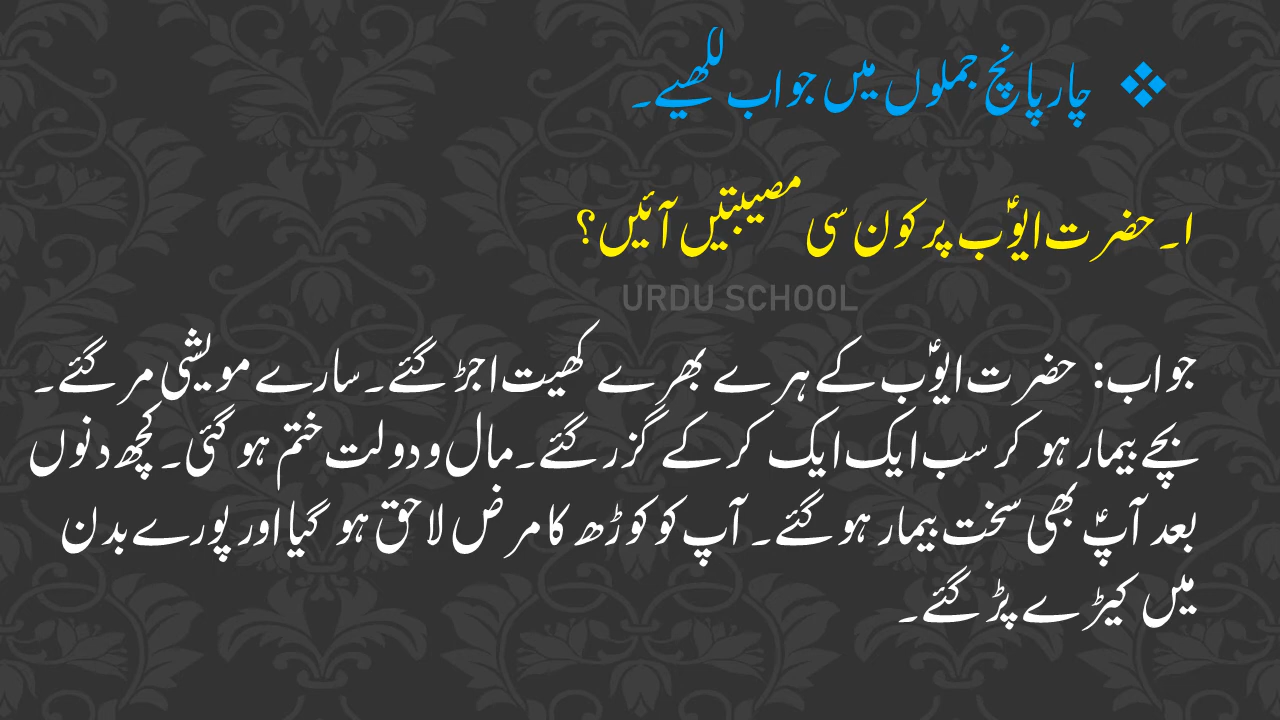 ❖ چار پانچ جملوں میں جواب لکھیے۔
۱۔ حضرت ایوبؑ پر کون سی مصیبتیں آئیں؟
URDU SCHOOL
جواب: حضرت ایوبؑ کے ہرے بھرے کھیت اجڑ گئے۔ سارے مویشی مر گئے۔
بچے بیمار ہو کر سب ایک ایک کر کے گزر گئے۔ مال و دولت ختم ہو گئی۔ کچھ دنوں
بعد آپؑ بھی سخت بیمار ہو گئے۔ آپ کو کوڑھ کا مرض لاحق ہو گیا اور پورے بدن
میں کیڑے پڑ گئے۔